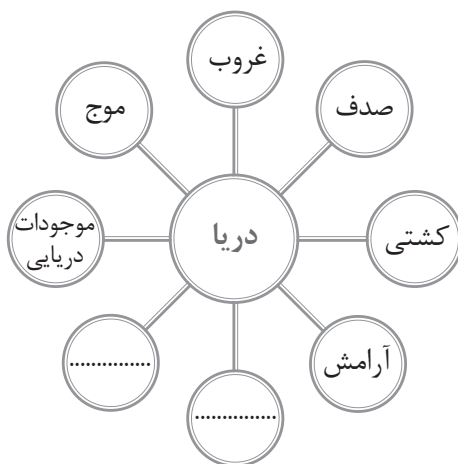 غروب
صدف
موج
دریا
کشتی
موجودات
دریایی
آرامش
...............
...............